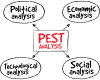 Political
analysis
Economic
analysis
PEST
ANALYSIS
Technological
analysis
Social
analysis